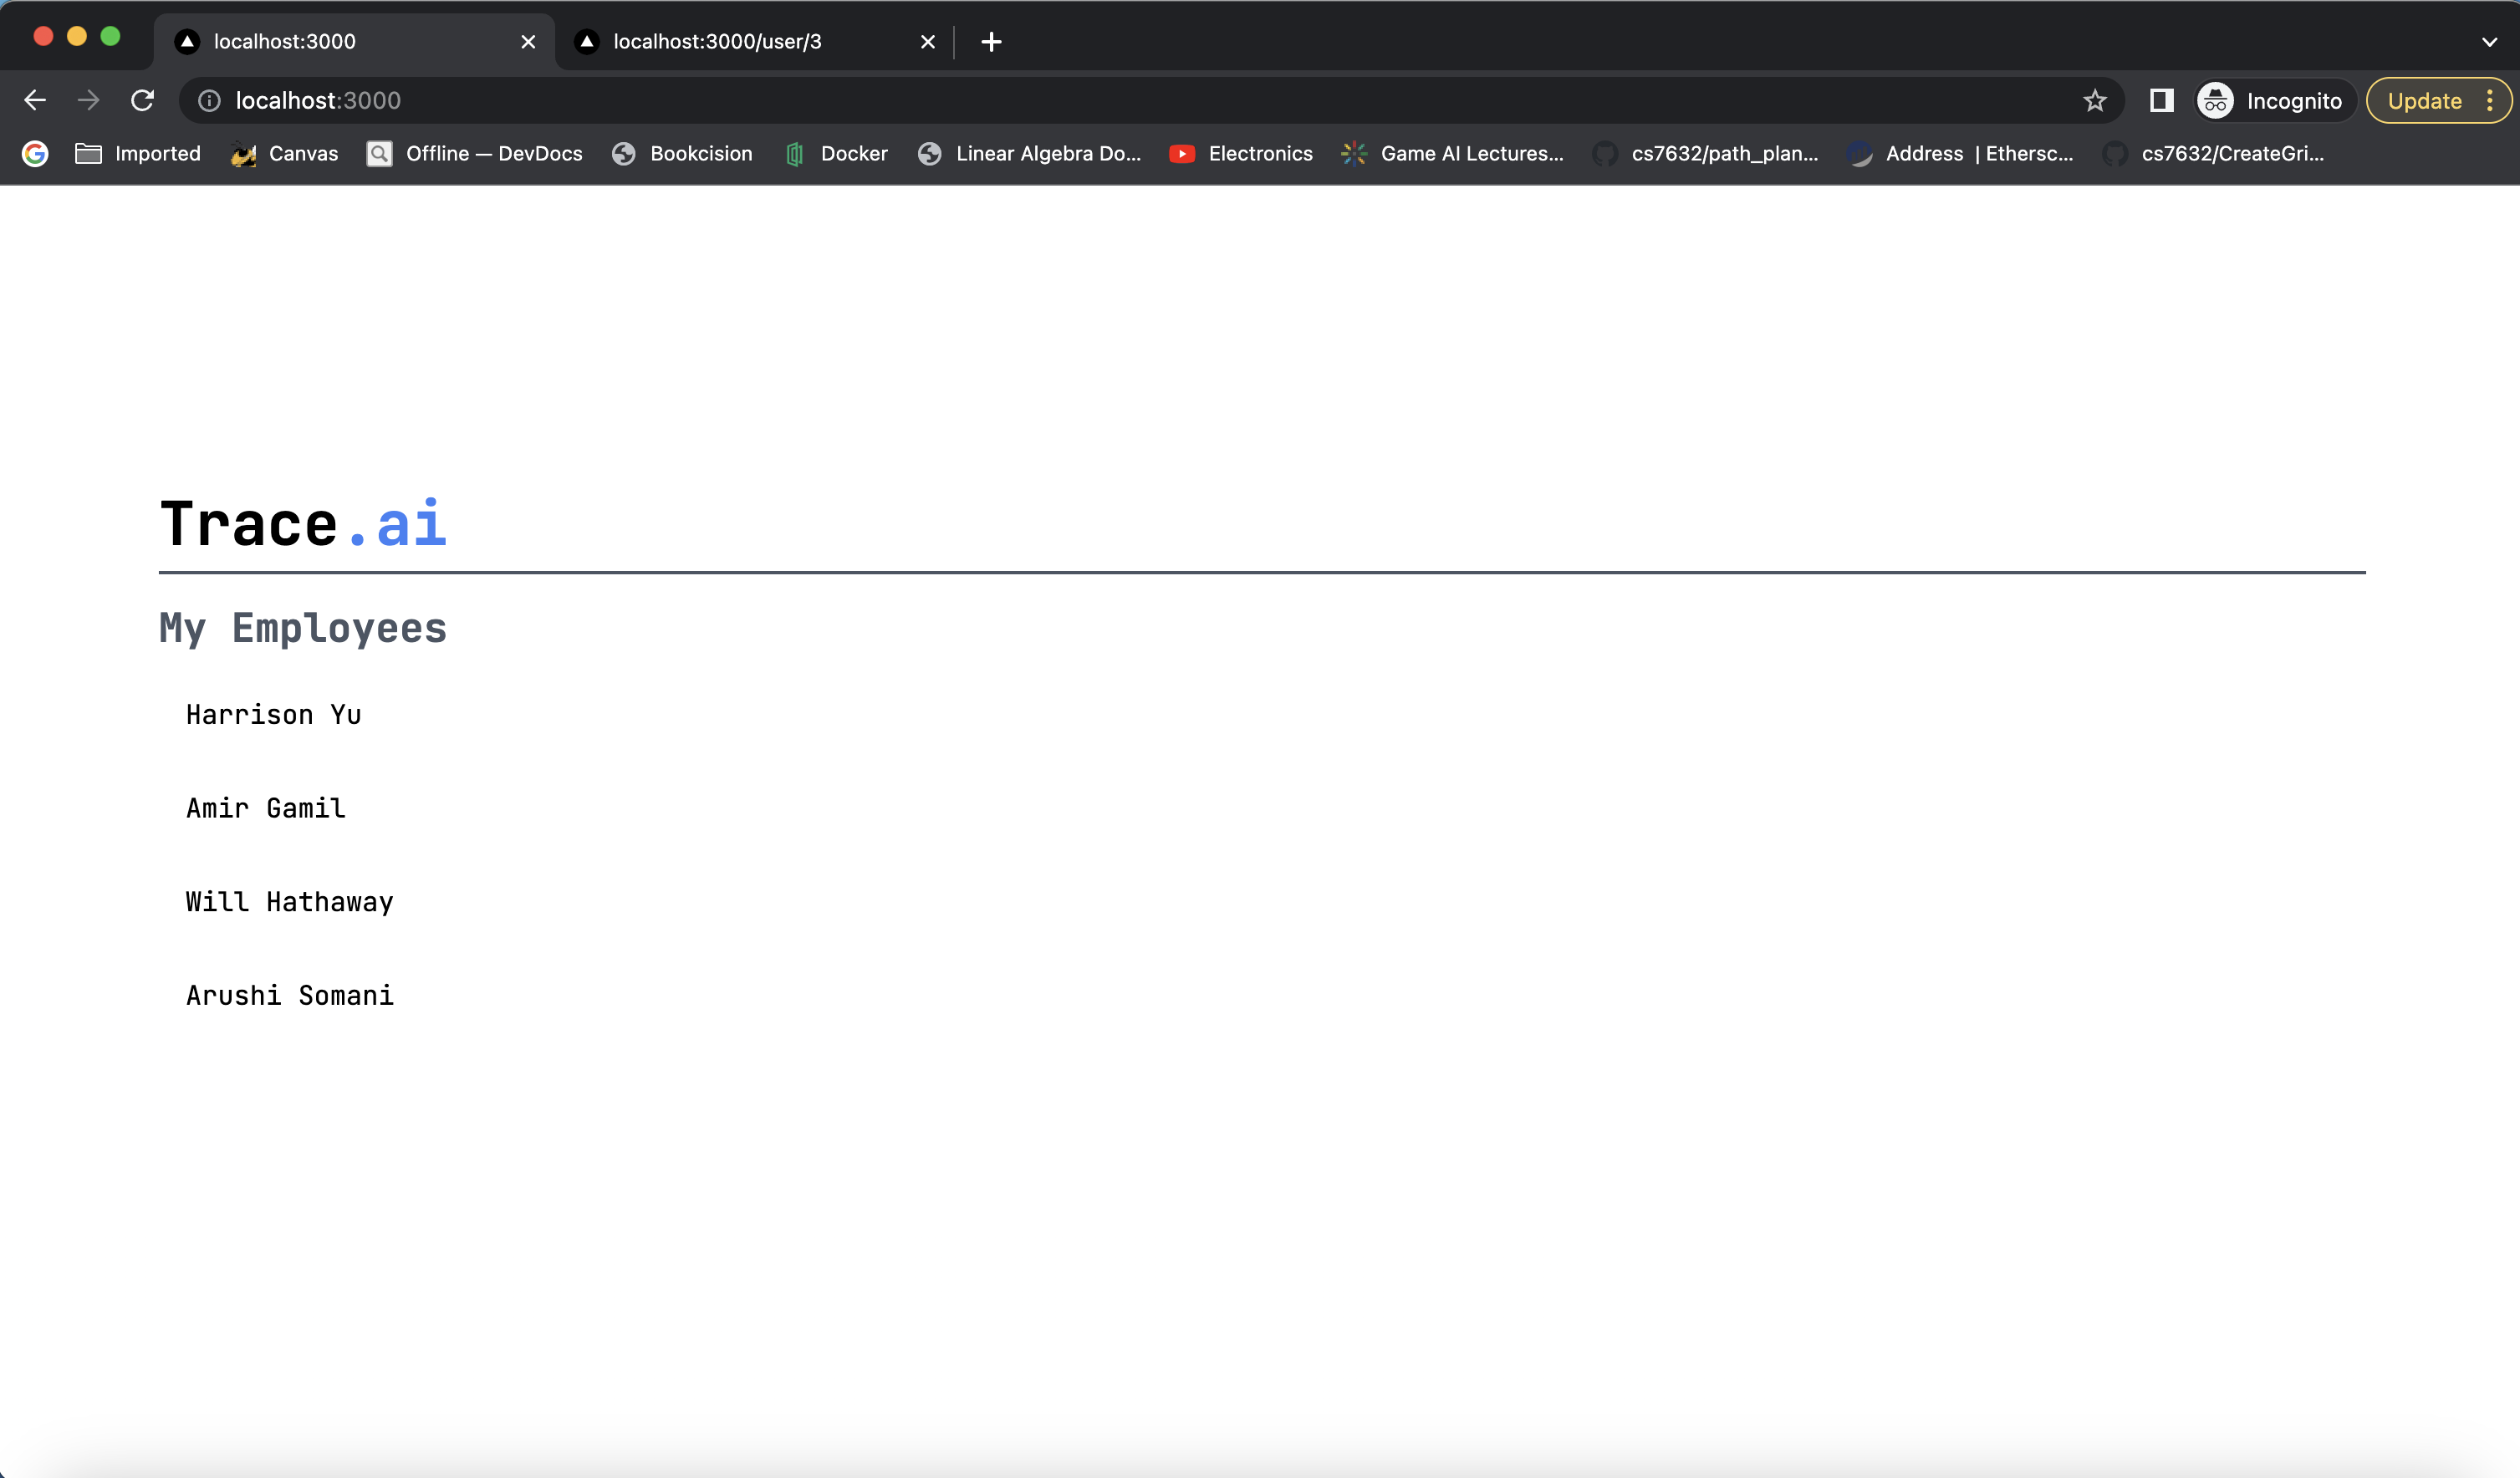 localhost:3000 localhost:3000/user/3
localhost:3000 Incognito Update
Imported Canvas Offline — DevDocs Bookcision Docker Linear Algebra Do... Electronics Game AI Lectures... cs7632/path_plan... Address | Ethersc... cs7632/CreateGri...
Trace.ai
My Employees
Harrison Yu
Amir Gamil
Will Hathaway
Arushi Somani